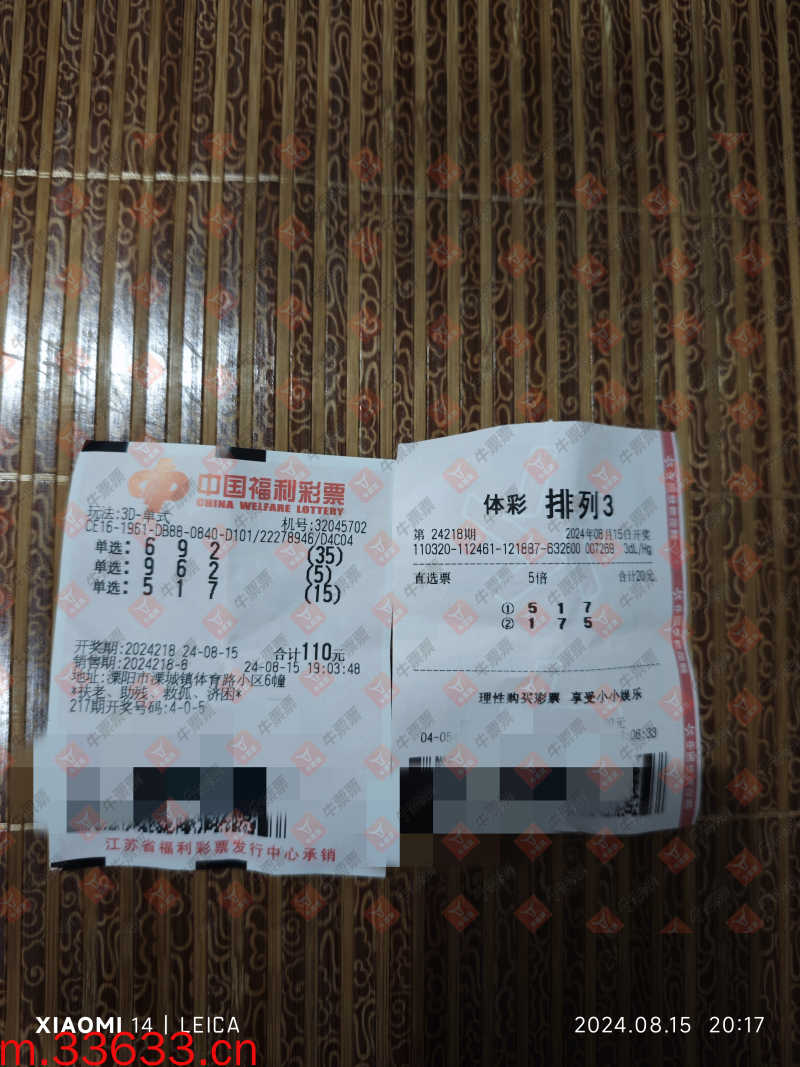 中国福利彩票
CHINA WELFARE LOTTERY
玩法:3D-单式
机号:32045702
CE16-1961-DB88-0840-D101/22278946/D4C04
单选: 6 9 2 (35)
单选: 9 6 2 (5)
单选: 5 1 7 (15)
开奖期:2024218 24-08-15 合计110元
销售期:2024218-8 24-08-15 19:03:48
地址:溧阳市溧城镇体育路小区6幢
*扶老、助残、救孤、济困*
217期开奖号码:4-0-5
江苏省福利彩票发行中心承销
体彩 排列3
第 24218期 2024年08月15日开奖
110320-112461-121887-632600 007269 3dL/Hg
直选票 5倍 合计20元
① 5 1 7
② 1 7 5
理性购买彩票 享受小小娱乐
元
04-05
牛票票
XIAOMI 14 | LEICA
2024.08.15 20:17
m.33633.cn